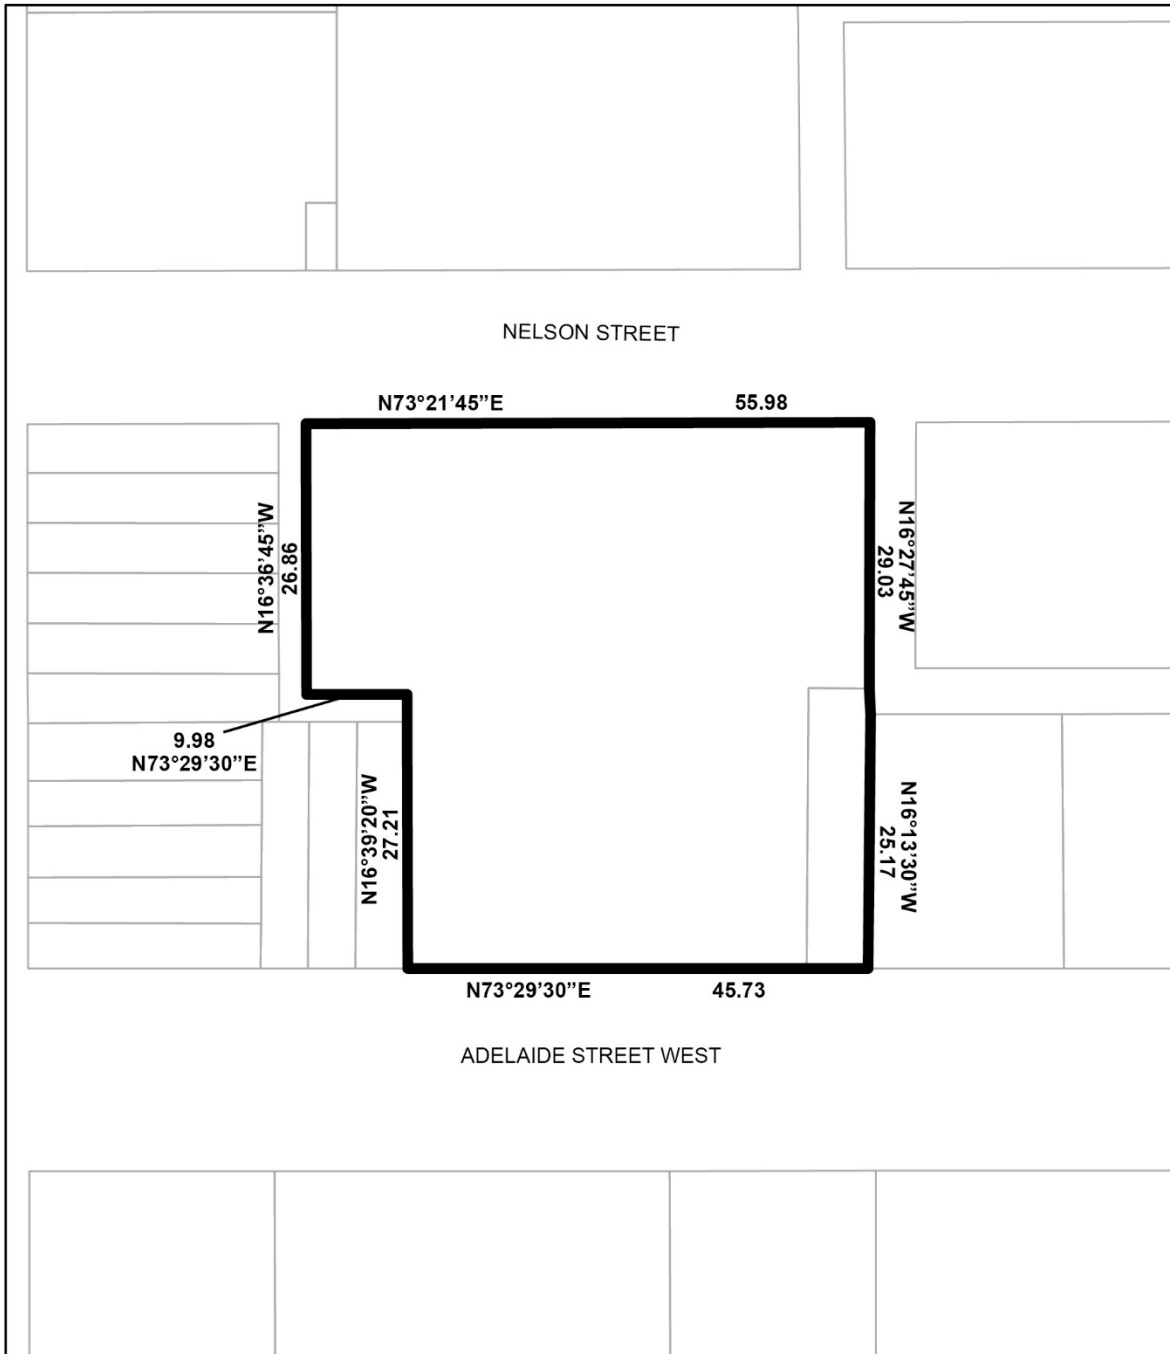 NELSON STREET
N73°21'45”E
55.98
N16°36'45”W
26.86
N16°27'45”W
29.03
9.98
N73°29'30”E
N16°39'20”W
27.21
N16°13'30”W
25.17
N73°29'30”E
45.73
ADELAIDE STREET WEST